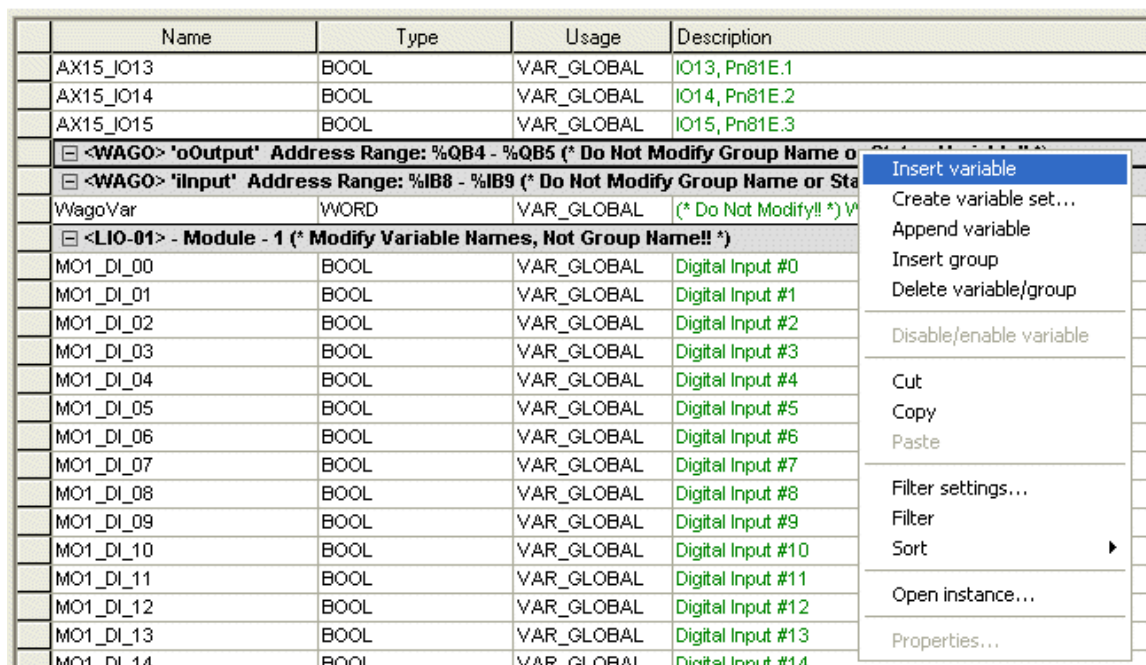 Name Type Usage Description
AX15_IO13 BOOL VAR_GLOBAL IO13, Pn81E.1
AX15_IO14 BOOL VAR_GLOBAL IO14, Pn81E.2
AX15_IO15 BOOL VAR_GLOBAL IO15, Pn81E.3
<WAGO> 'oOutput' Address Range: %QB4 - %QB5 (* Do Not Modify Group Name
<WAGO> 'iInput' Address Range: %IB8 - %IB9 (* Do Not Modify Group Name or
WagoVar WORD VAR_GLOBAL (* Do Not Modify!! *)
<LIO-01> - Module - 1 (* Modify Variable Names, Not Group Name!! *)
MO1_DI_00 BOOL VAR_GLOBAL Digital Input #0
MO1_DI_01 BOOL VAR_GLOBAL Digital Input #1
MO1_DI_02 BOOL VAR_GLOBAL Digital Input #2
MO1_DI_03 BOOL VAR_GLOBAL Digital Input #3
MO1_DI_04 BOOL VAR_GLOBAL Digital Input #4
MO1_DI_05 BOOL VAR_GLOBAL Digital Input #5
MO1_DI_06 BOOL VAR_GLOBAL Digital Input #6
MO1_DI_07 BOOL VAR_GLOBAL Digital Input #7
MO1_DI_08 BOOL VAR_GLOBAL Digital Input #8
MO1_DI_09 BOOL VAR_GLOBAL Digital Input #9
MO1_DI_10 BOOL VAR_GLOBAL Digital Input #10
MO1_DI_11 BOOL VAR_GLOBAL Digital Input #11
MO1_DI_12 BOOL VAR_GLOBAL Digital Input #12
MO1_DI_13 BOOL VAR_GLOBAL Digital Input #13
MO1_DI_14 BOOL VAR_GLOBAL Digital Input #14
Insert variable
Create variable set...
Append variable
Insert group
Delete variable/group
Disable/enable variable
Cut
Copy
Paste
Filter settings...
Filter
Sort
Open instance...
Properties...